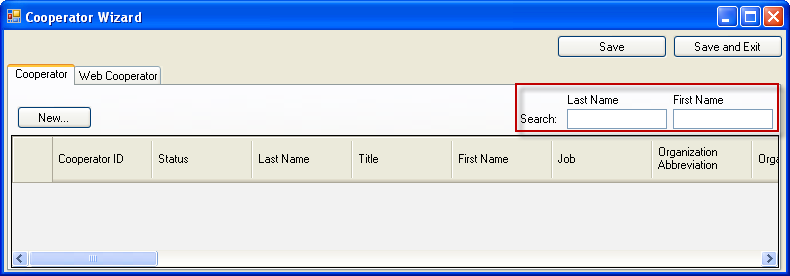 Cooperator Wizard
Save Save and Exit
Cooperator Web Cooperator
Last Name First Name
New... Search:
Cooperator ID Status Last Name Title First Name Job Organization Abbreviation Orga